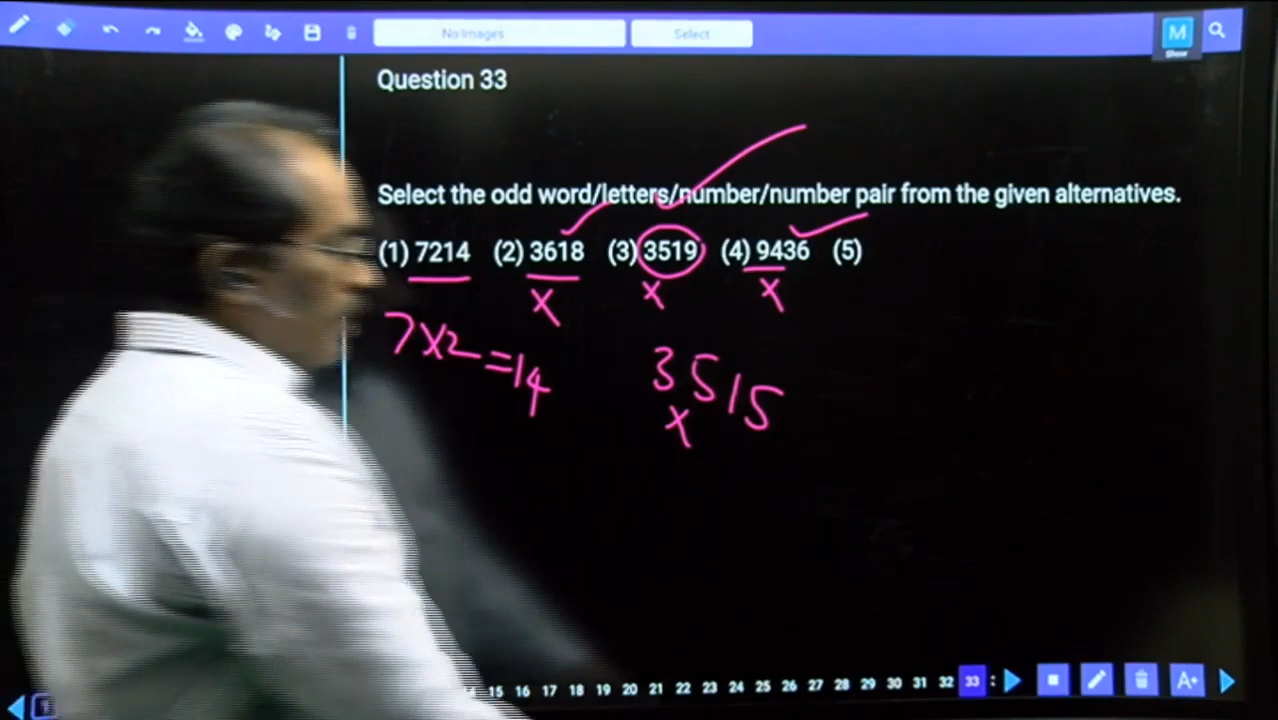 No Images Select M
Show
Question 33
Select the odd word/letters/number/number pair from the given alternatives.
(1) 7214 (2) 3618 (3) 3519 (4) 9436 (5)
x x x
7x2=14
3515
x
15 16 17 18 19 20 21 22 23 24 25 26 27 28 29 30 31 32 33 :
A+